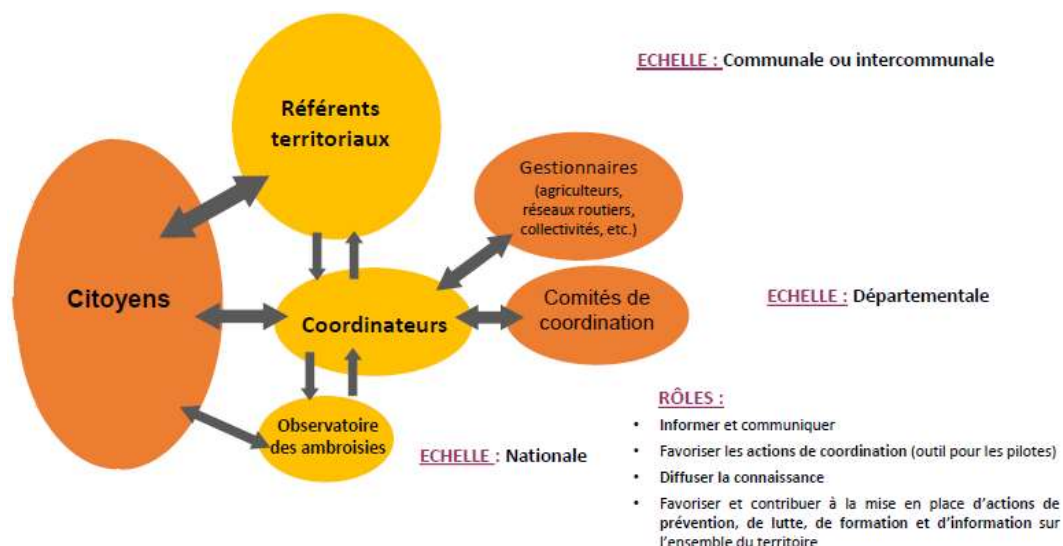 ECHELLE : Communale ou intercommunale
Référents
territoriaux
Gestionnaires
(agriculteurs,
réseaux routiers,
collectivités, etc.)
Citoyens
Coordinateurs
Comités de
coordination
ECHELLE : Départementale
Observatoire
des ambroisies
ECHELLE : Nationale
RÔLES :
• Informer et communiquer
• Favoriser les actions de coordination (outil pour les pilotes)
• Diffuser la connaissance
• Favoriser et contribuer à la mise en place d'actions de
prévention, de lutte, de formation et d'information sur
l'ensemble du territoire